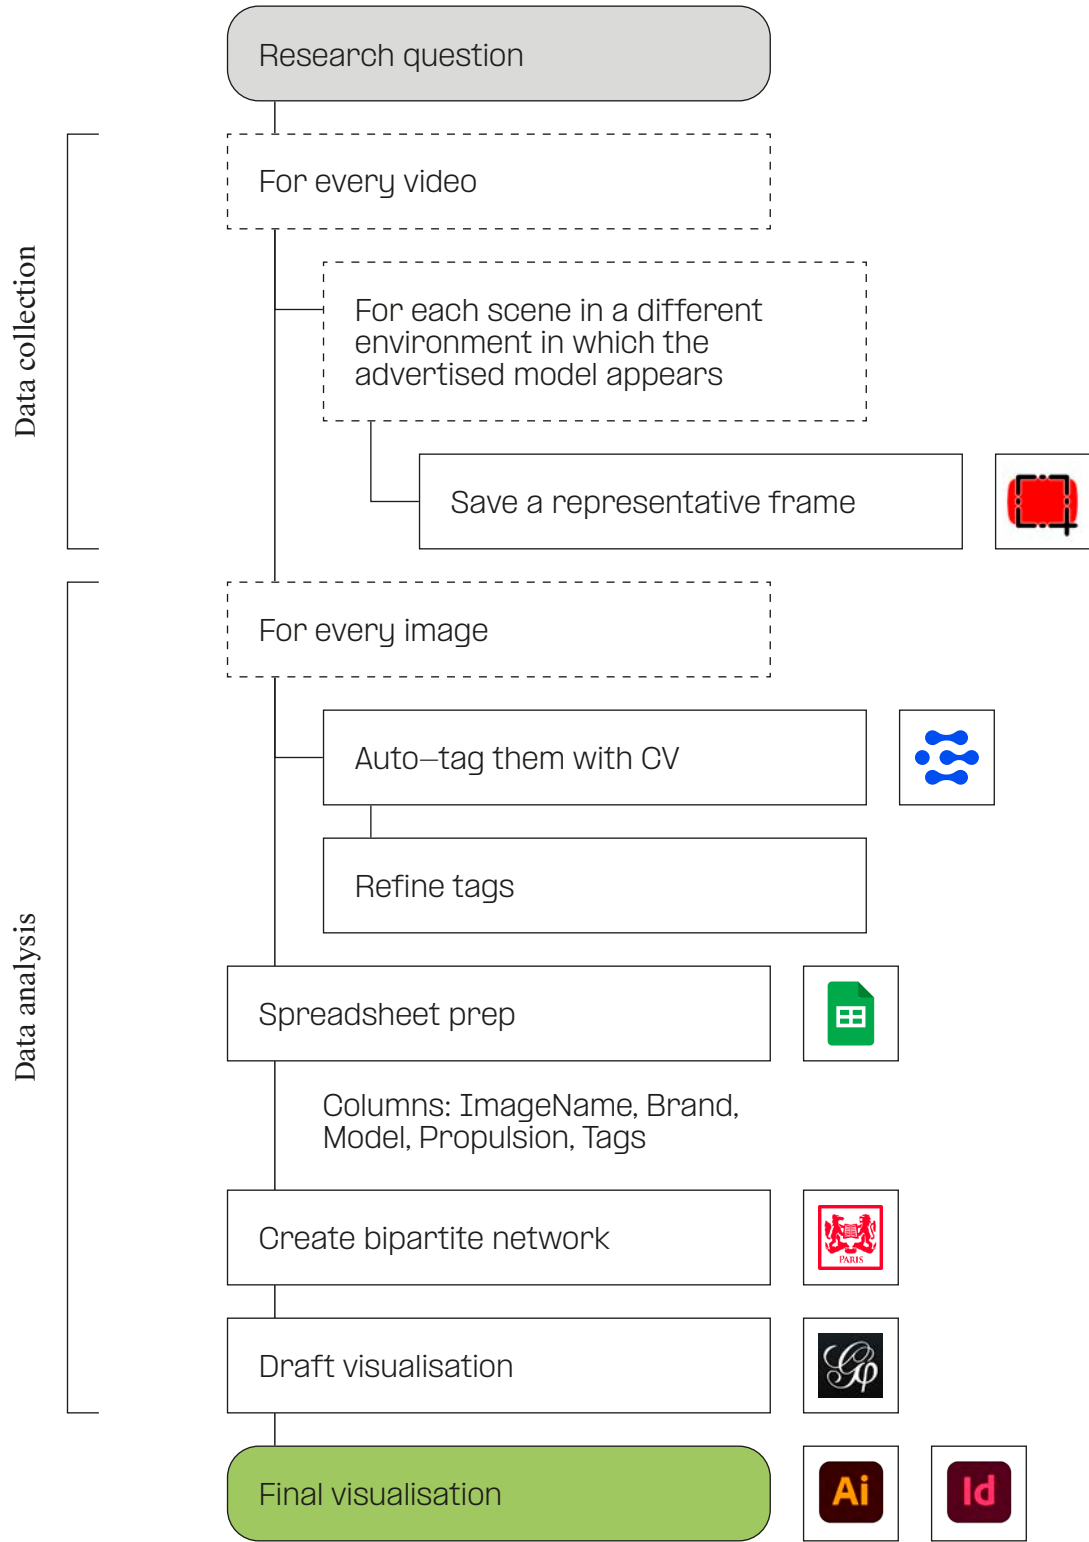 Research question
Data collection
For every video
For each scene in a different
environment in which the
advertised model appears
Save a representative frame
Data analysis
For every image
Auto–tag them with CV
Refine tags
Spreadsheet prep
Columns: ImageName, Brand,
Model, Propulsion, Tags
Create bipartite network
PARIS
Draft visualisation
Gφ
Final visualisation
Ai
Id